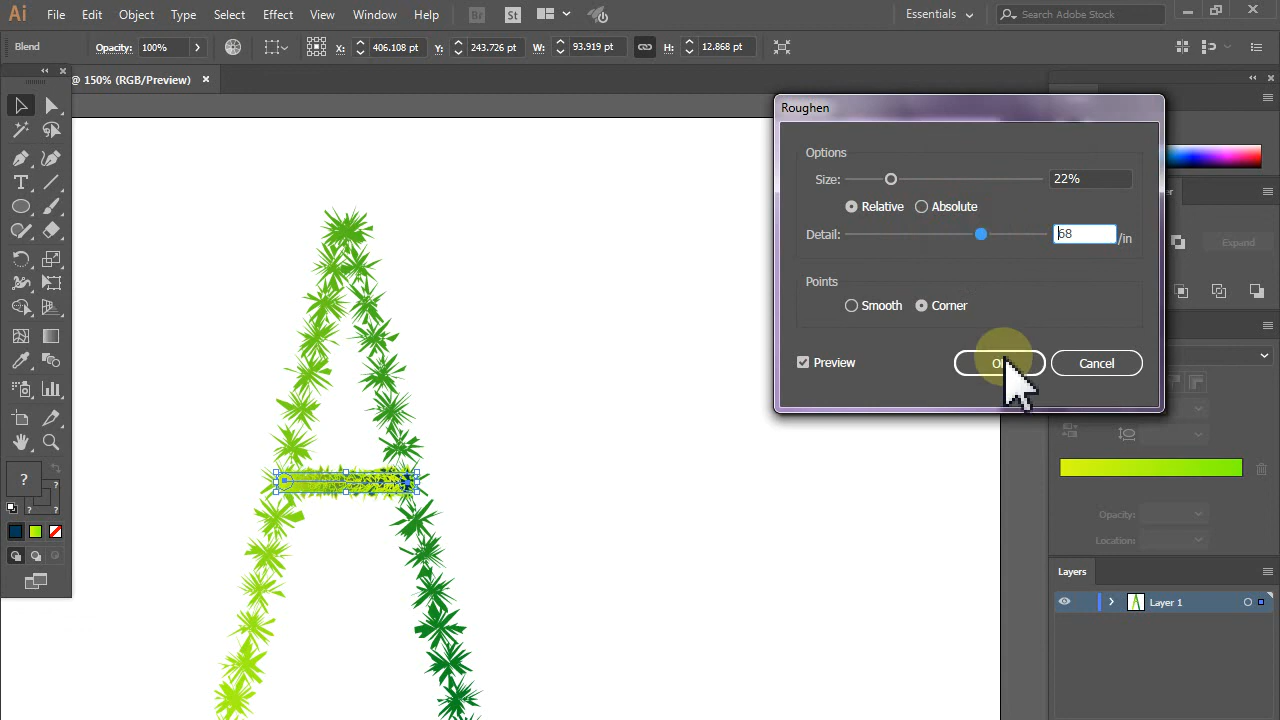 Ai File Edit Object Type Select Effect View Window Help Br St Essentials Search Adobe Stock
Blend Opacity: 100% X: 406.108 pt Y: 243.726 pt W: 93.919 pt H: 12.868 pt
@ 150% (RGB/Preview)
Roughen
Options
Size: 22%
Relative Absolute
Detail: 68 /in
Points
Smooth Corner
Preview Cancel
Expand
Opacity:
Location:
Layers
Layer 1
A